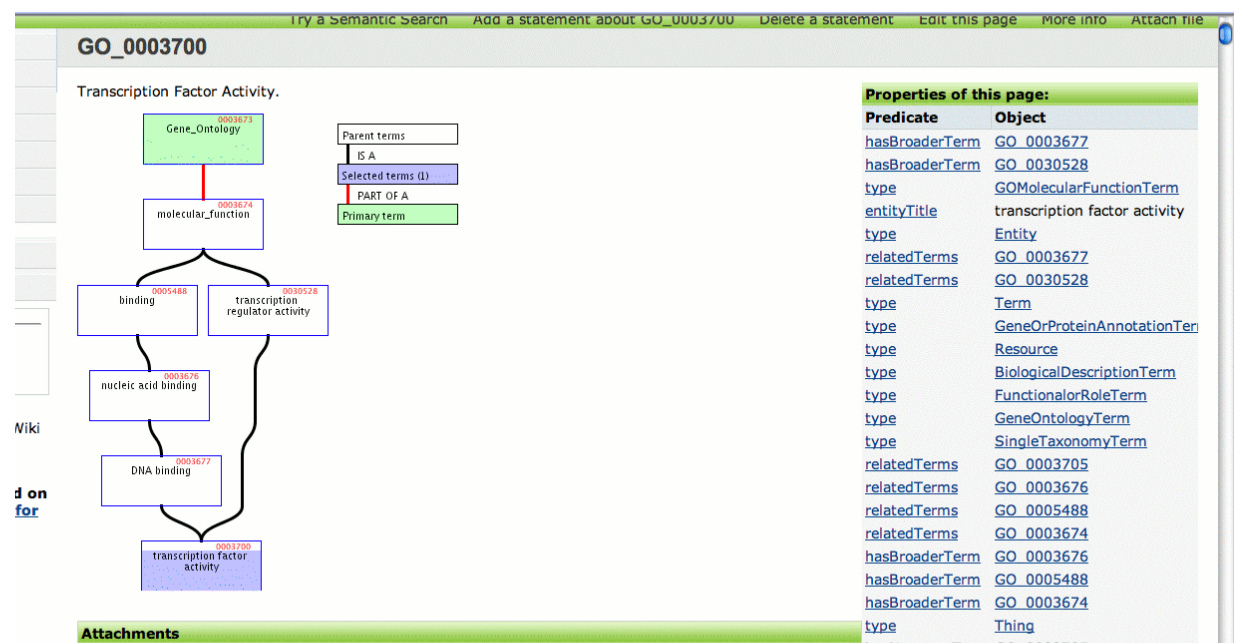 Try a Semantic Search Add a statement about GO_0003700 Delete a statement Edit this page More info Attach file
GO_0003700
Transcription Factor Activity.
0003673
Gene_Ontology
0003674
molecular_function
0005488
binding
0030528
transcription
regulator activity
0003676
nucleic acid binding
0003677
DNA binding
0003700
transcription factor
activity
Parent terms
IS A
Selected terms (1)
PART OF A
Primary term
Wiki
d on
for
Attachments
Properties of this page:
Predicate Object
hasBroaderTerm GO_0003677
hasBroaderTerm GO_0030528
type GOMolecularFunctionTerm
entityTitle transcription factor activity
type Entity
relatedTerms GO_0003677
relatedTerms GO_0030528
type Term
type GeneOrProteinAnnotationTer
type Resource
type BiologicalDescriptionTerm
type FunctionalorRoleTerm
type GeneOntologyTerm
type SingleTaxonomyTerm
relatedTerms GO_0003705
relatedTerms GO_0003676
relatedTerms GO_0005488
relatedTerms GO_0003674
hasBroaderTerm GO_0003676
hasBroaderTerm GO_0005488
hasBroaderTerm GO_0003674
type Thing